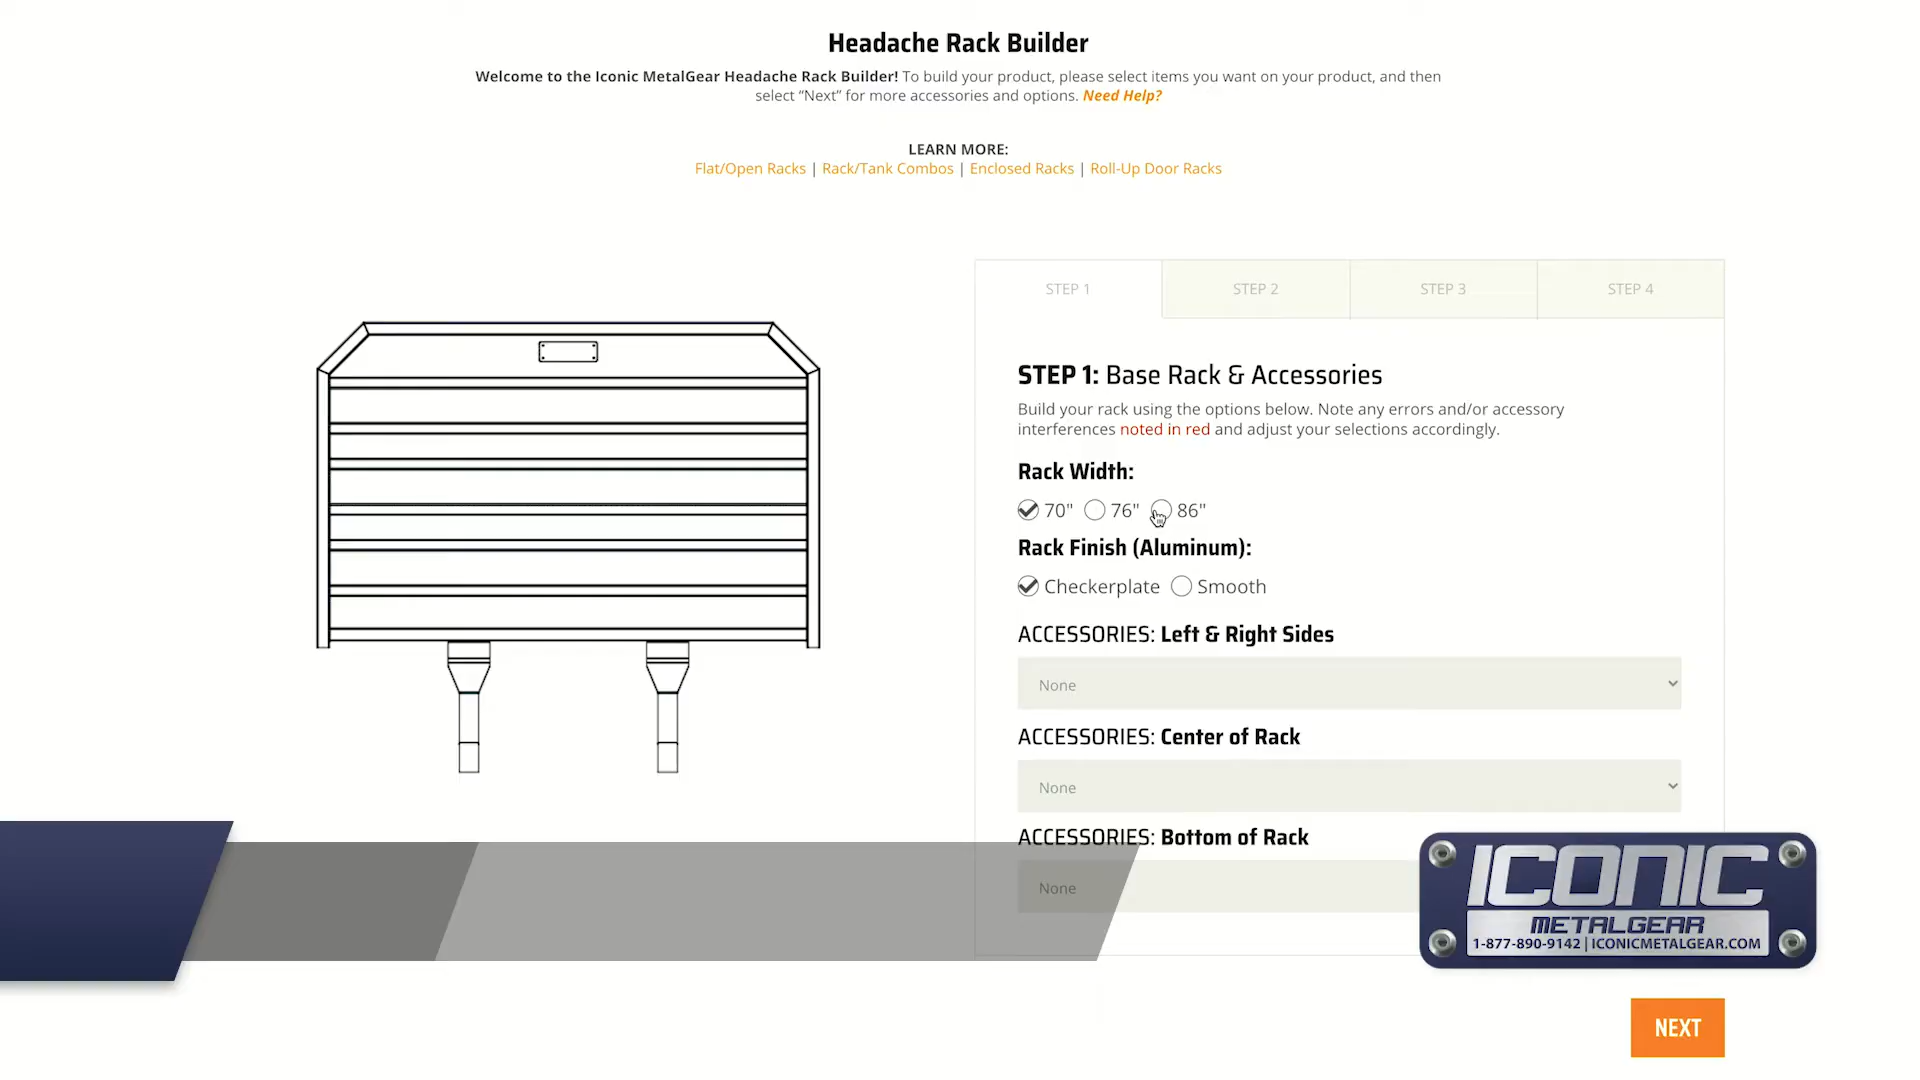 Headache Rack Builder
Welcome to the Iconic MetalGear Headache Rack Builder! To build your product, please select items you want on your product, and then
select “Next” for more accessories and options. Need Help?
LEARN MORE:
Flat/Open Racks | Rack/Tank Combos | Enclosed Racks | Roll-Up Door Racks
STEP 1 STEP 2 STEP 3 STEP 4
STEP 1: Base Rack & Accessories
Build your rack using the options below. Note any errors and/or accessory
interferences noted in red and adjust your selections accordingly.
Rack Width:
70" 76" 86"
Rack Finish (Aluminum):
Checkerplate Smooth
ACCESSORIES: Left & Right Sides
None
ACCESSORIES: Center of Rack
None
ACCESSORIES: Bottom of Rack
None
ICONIC
METALGEAR
1-877-890-9142 | ICONICMETALGEAR.COM
NEXT